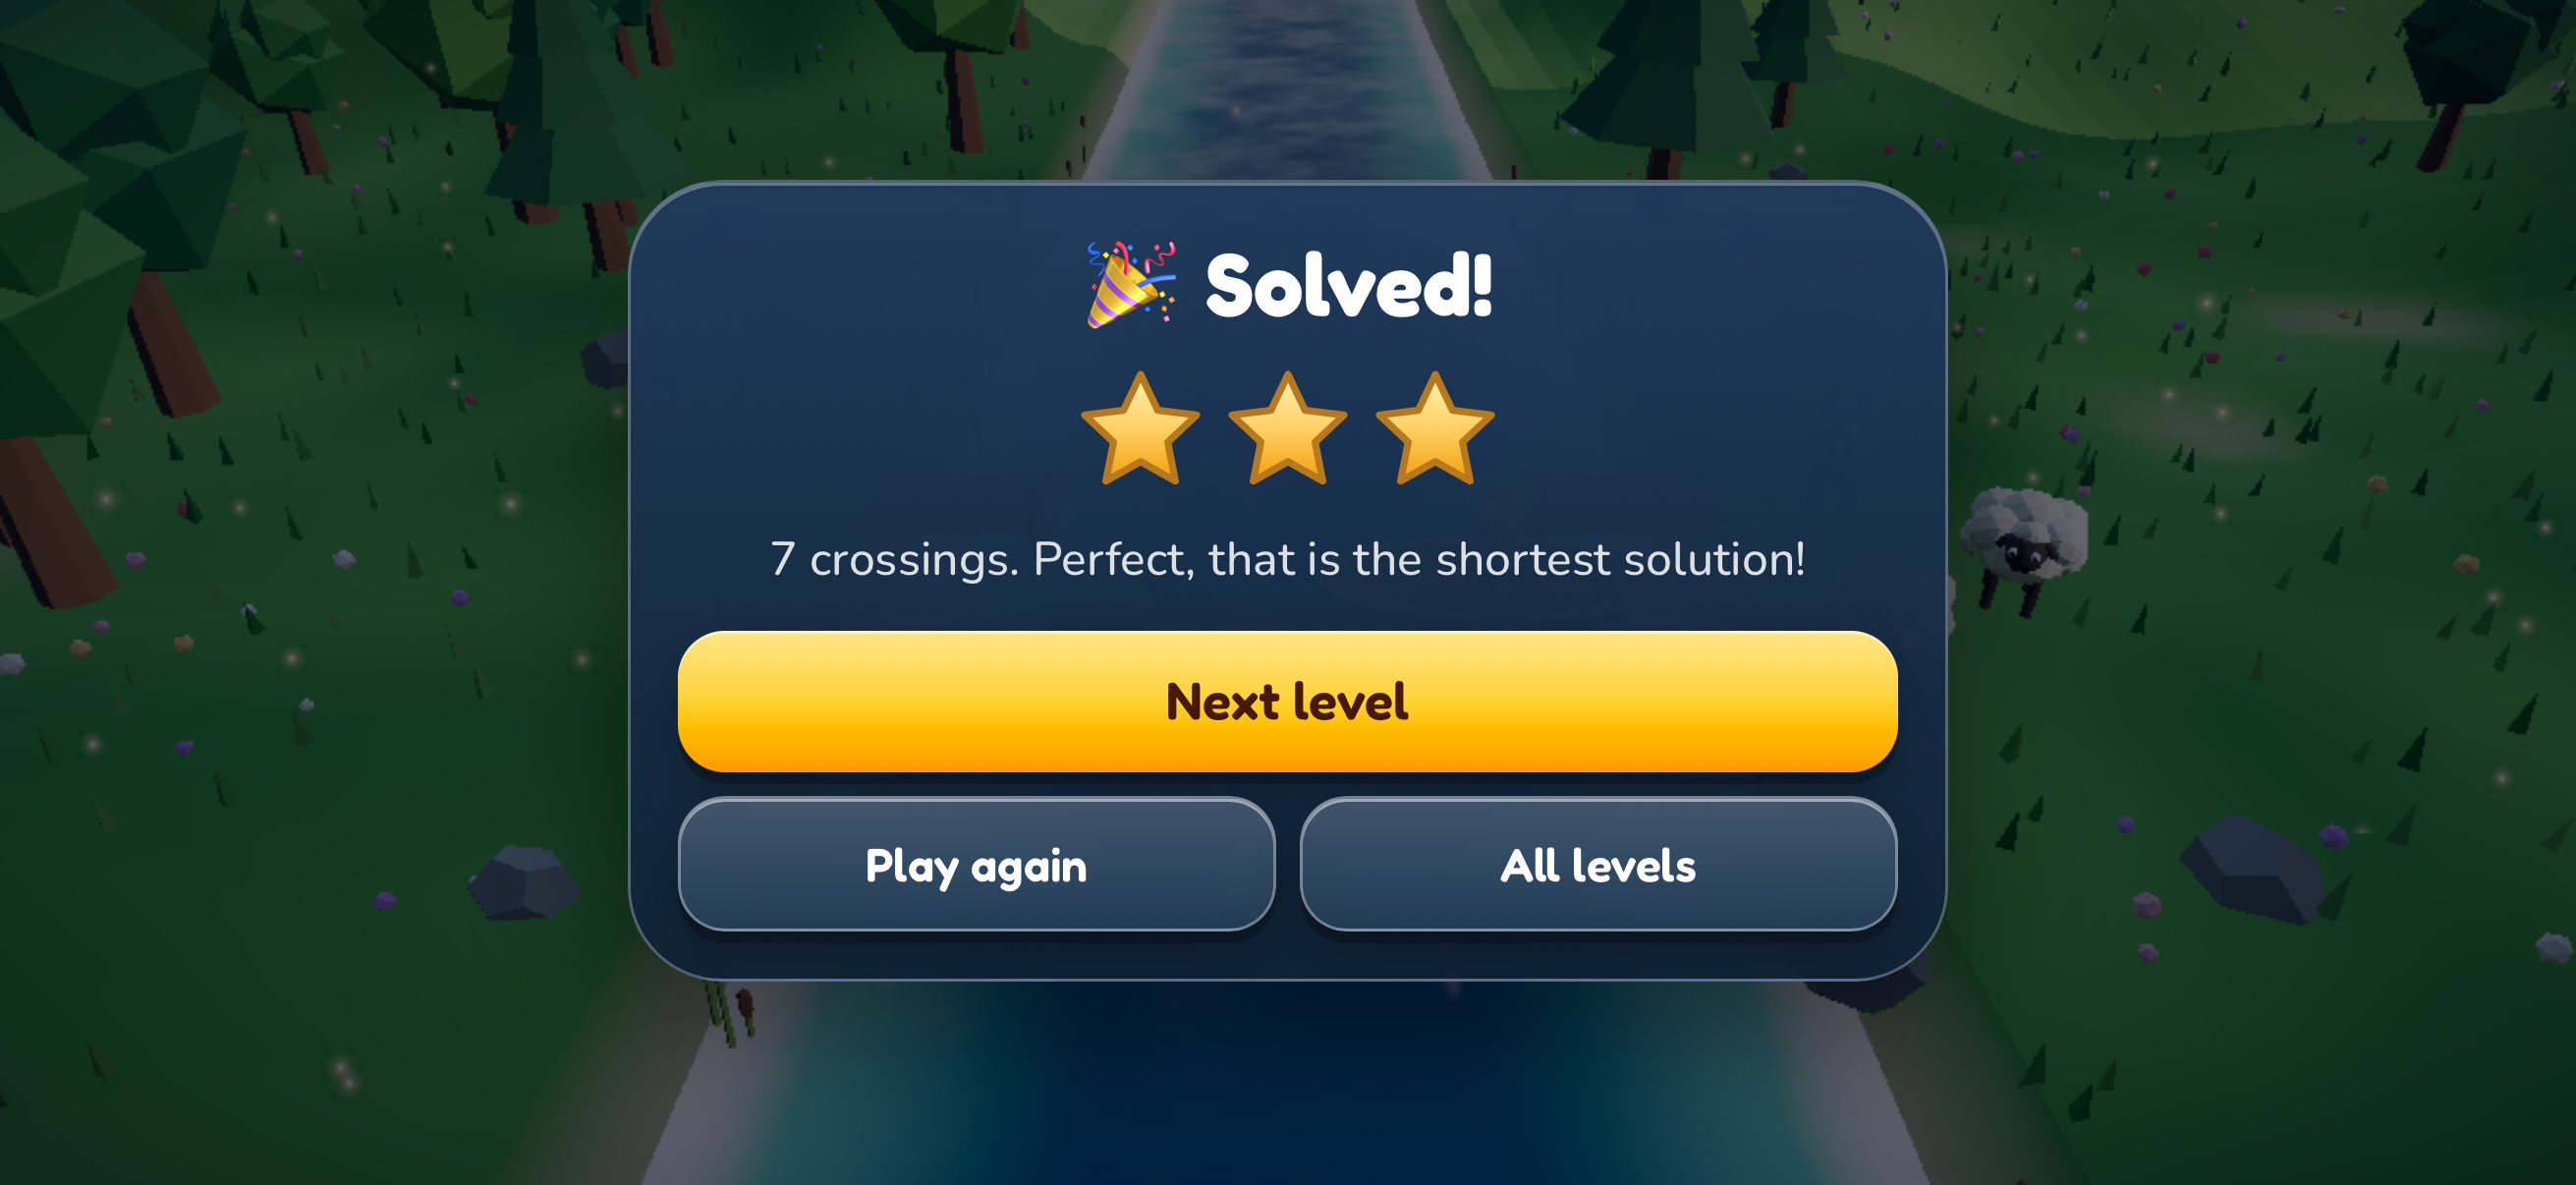 🎉 Solved!
7 crossings. Perfect, that is the shortest solution!
Next level
Play again
All levels